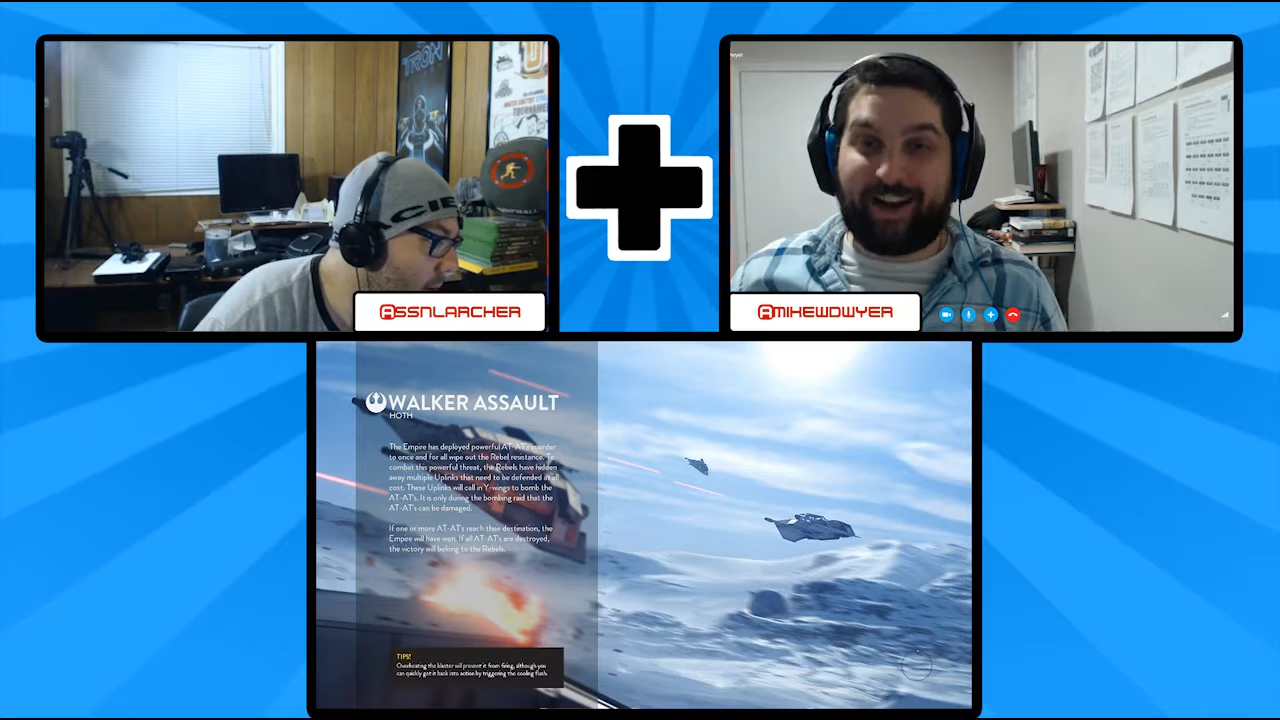 TRON
TOURNAMENT
CIE
wyer
@SSNLARCHER
@MIKEWDWYER
WALKER ASSAULT
HOTH
The Empire has deployed powerful AT-AT's in order
to once and for all wipe out the Rebel resistance. To
combat this powerful threat, the Rebels have hidden
away multiple Uplinks that need to be defended at all
cost. These Uplinks will call in Y-wings to bomb the
AT-AT's. It is only during the bombing raid that the
AT-AT's can be damaged.
If one or more AT-AT's reach their destination, the
Empire will have won. If all AT-AT's are destroyed,
the victory will belong to the Rebels.
TIPS!
Overheating the blaster will prevent it from firing, although you
can quickly get it back into action by triggering the cooling flush.